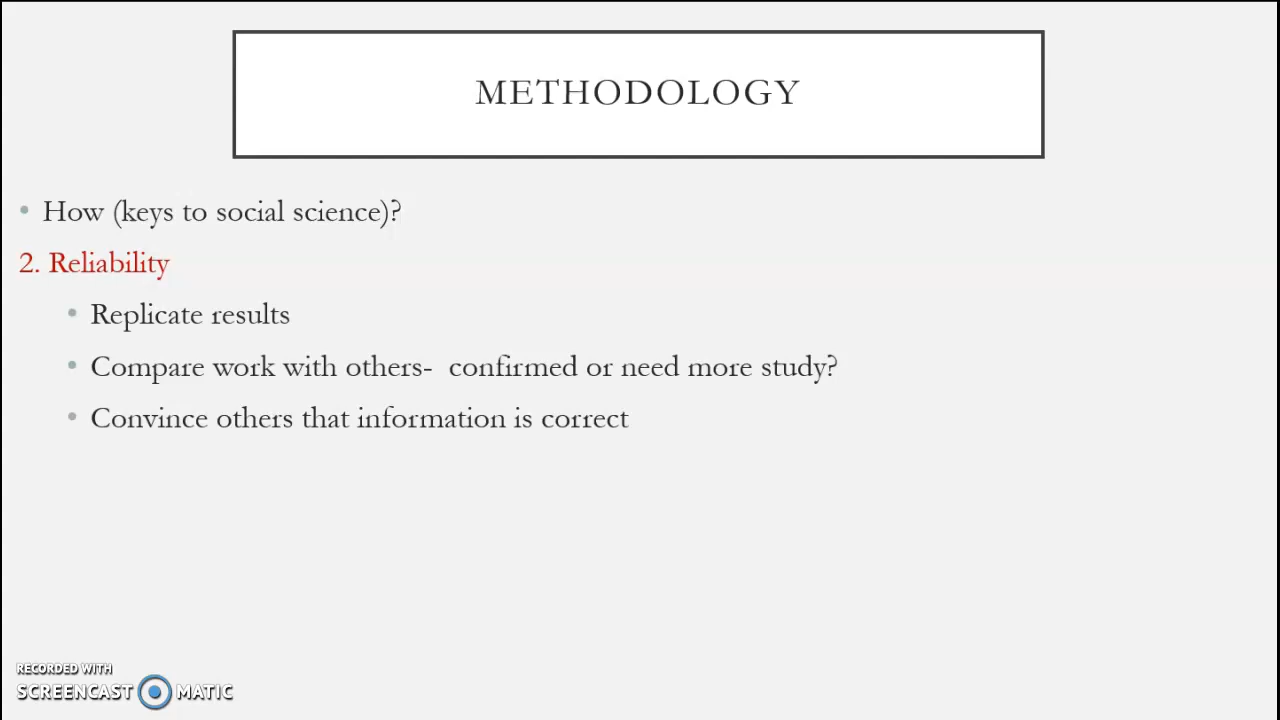 METHODOLOGY
• How (keys to social science)?
2. Reliability
• Replicate results
• Compare work with others-  confirmed or need more study?
• Convince others that information is correct
RECORDED WITH
SCREENCAST MATIC